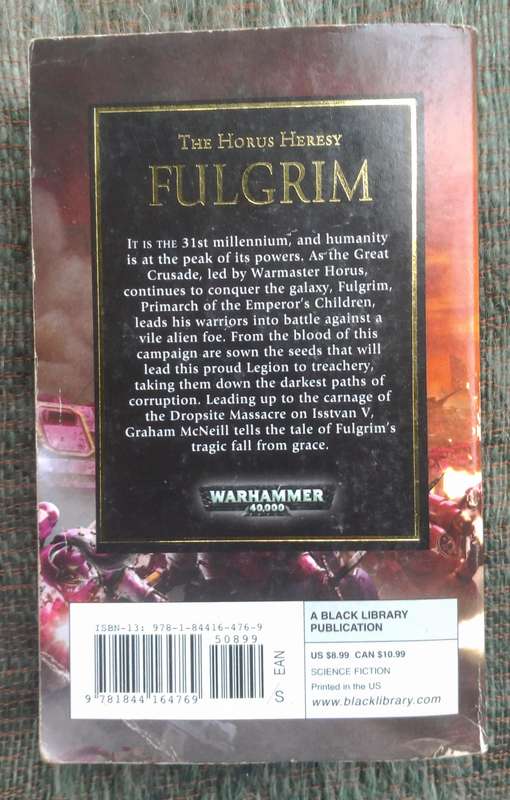 THE HORUS HERESY
FULGRIM
IT IS THE 31st millennium, and humanity
is at the peak of its powers. As the Great
Crusade, led by Warmaster Horus,
continues to conquer the galaxy, Fulgrim,
Primarch of the Emperor's Children,
leads his warriors into battle against a
vile alien foe. From the blood of this
campaign are sown the seeds that will
lead this proud Legion to treachery,
taking them down the darkest paths of
corruption. Leading up to the carnage of
the Dropsite Massacre on Isstvan V,
Graham McNeill tells the tale of Fulgrim's
tragic fall from grace.
WARHAMMER
40,000
ISBN-13: 978-1-84416-476-9
50899
9 781844 164769
S EAN
A BLACK LIBRARY
PUBLICATION
US $8.99 CAN $10.99
SCIENCE FICTION
Printed in the US
www.blacklibrary.com